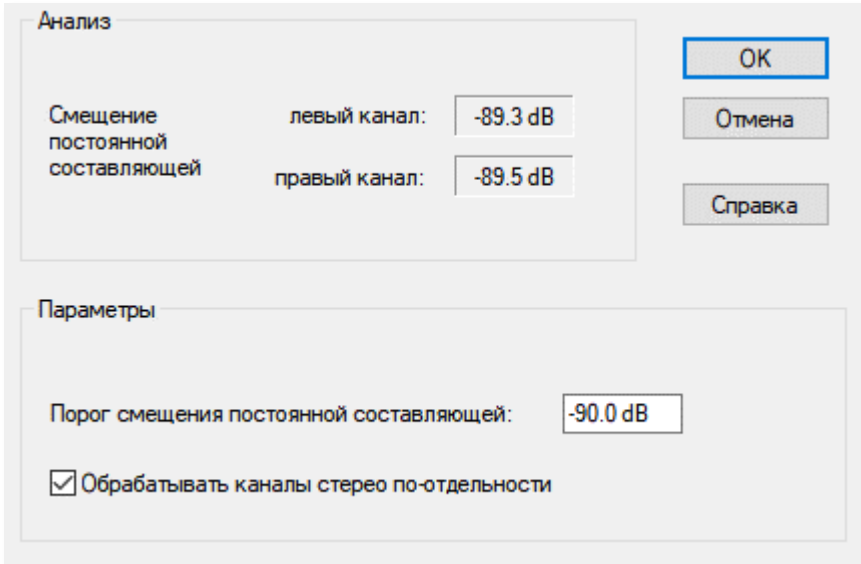 Анализ
Смещение
постоянной
составляющей
левый канал: -89.3 dB
правый канал: -89.5 dB
OK
Отмена
Справка
Параметры
Порог смещения постоянной составляющей: -90.0 dB
Обрабатывать каналы стерео по-отдельности